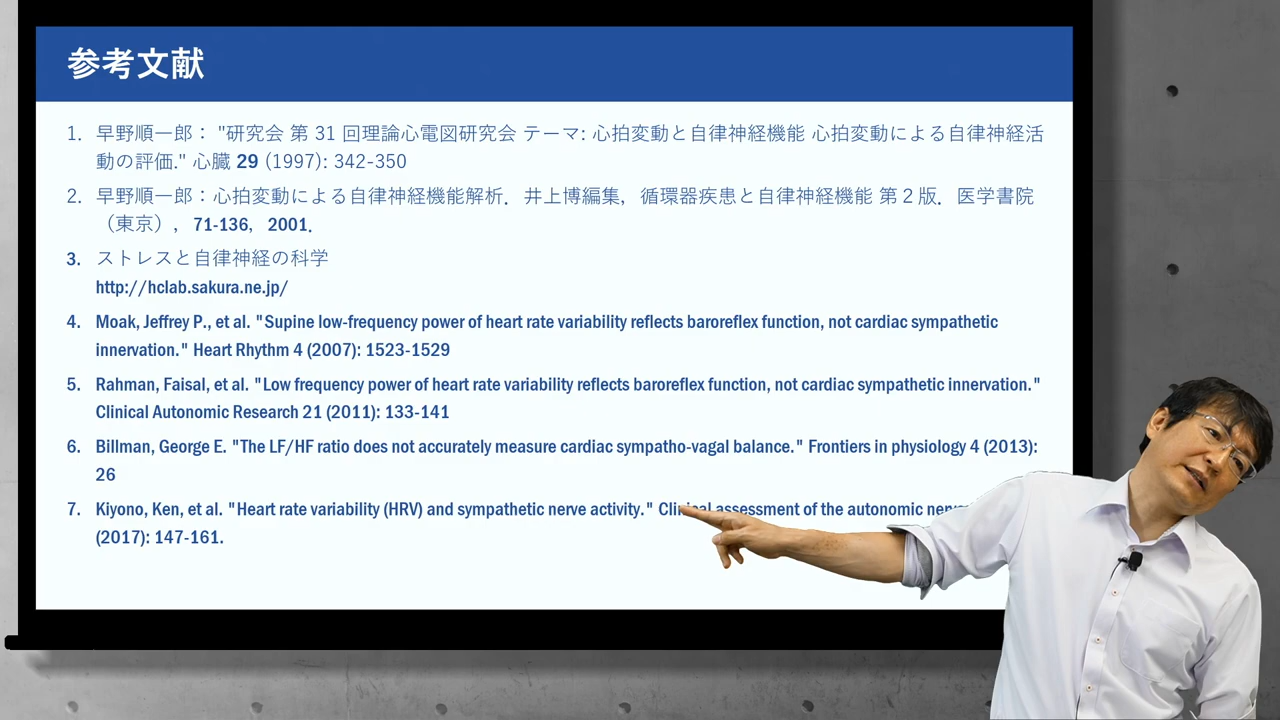 参考文献
1. 早野順一郎： "研究会 第 31 回理論心電図研究会 テーマ: 心拍変動と自律神経機能 心拍変動による自律神経活
動の評価." 心臓 29 (1997): 342-350
2. 早野順一郎：心拍変動による自律神経機能解析．井上博編集，循環器疾患と自律神経機能 第２版．医学書院
（東京），71-136，2001．
3. ストレスと自律神経の科学
http://hclab.sakura.ne.jp/
4. Moak, Jeffrey P., et al. "Supine low-frequency power of heart rate variability reflects baroreflex function, not cardiac sympathetic
innervation." Heart Rhythm 4 (2007): 1523-1529
5. Rahman, Faisal, et al. "Low frequency power of heart rate variability reflects baroreflex function, not cardiac sympathetic innervation."
Clinical Autonomic Research 21 (2011): 133-141
6. Billman, George E. "The LF/HF ratio does not accurately measure cardiac sympatho-vagal balance." Frontiers in physiology 4 (2013):
26
7. Kiyono, Ken, et al. "Heart rate variability (HRV) and sympathetic nerve activity." Clinical assessment of the autonomic
(2017): 147-161.